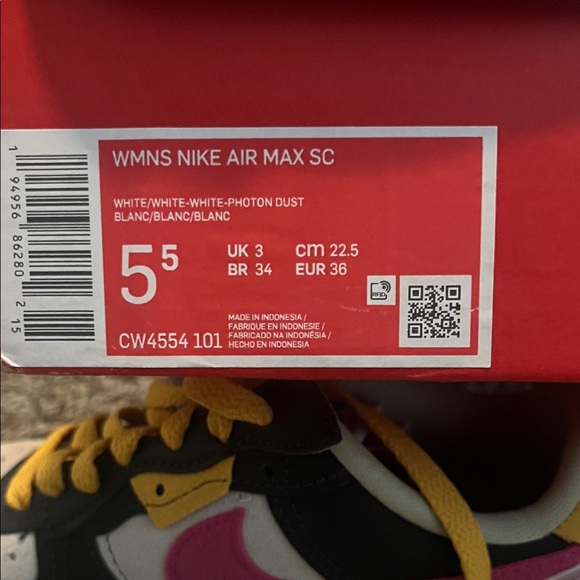 WMNS NIKE AIR MAX SC
WHITE/WHITE-WHITE-PHOTON DUST
BLANC/BLANC/BLANC
5⁵
UK 3 cm 22.5
BR 34 EUR 36
RFID
CW4554 101
MADE IN INDONESIA /
FABRIQUE EN INDONESIE /
FABRICADO NA INDONÉSIA /
HECHO EN INDONESIA
1 94956 86280 2 15